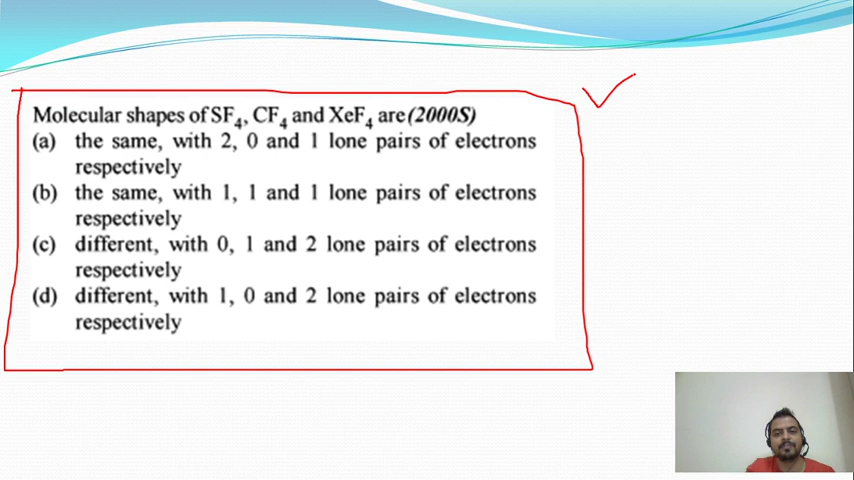 Molecular shapes of SF₄, CF₄ and XeF₄ are (2000S)
(a) the same, with 2, 0 and 1 lone pairs of electrons
respectively
(b) the same, with 1, 1 and 1 lone pairs of electrons
respectively
(c) different, with 0, 1 and 2 lone pairs of electrons
respectively
(d) different, with 1, 0 and 2 lone pairs of electrons
respectively